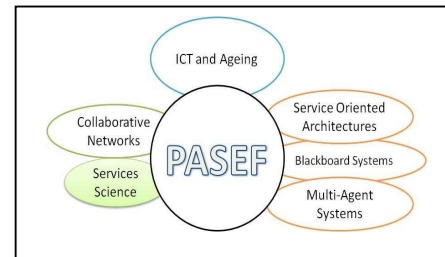 ICT and Ageing
Collaborative
Networks
Services
Science
PASEF
Service Oriented
Architectures
Blackboard Systems
Multi-Agent
Systems